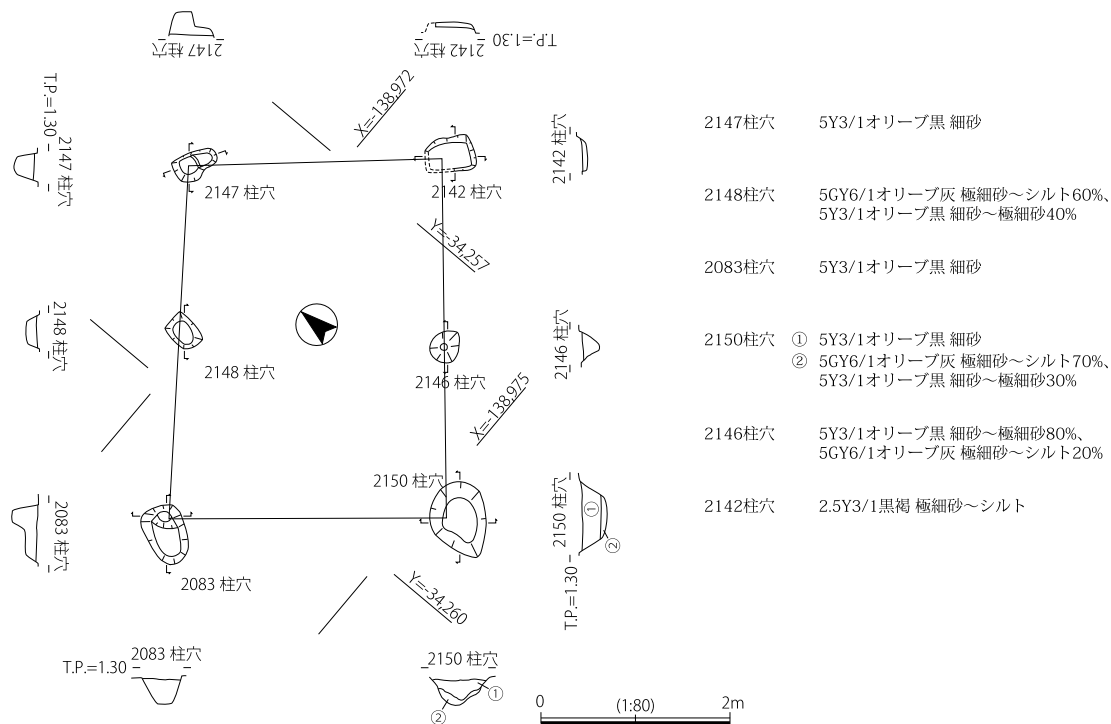 2147 柱穴
2142 柱穴
T.P.=1.30
T.P.=1.30
2147 柱穴
X=-138,972
2142 柱穴
2147 柱穴
2142 柱穴
Y=-34,257
2148 柱穴
2148 柱穴
2146 柱穴
2146 柱穴
X=-138,975
2150 柱穴
2083 柱穴
2150 柱穴
①
②
T.P.=1.30
2083 柱穴
Y=-34,260
T.P.=1.30
2083 柱穴
2150 柱穴
①
②
0
(1:80)
2m
2147柱穴 5Y3/1オリーブ黒 細砂
2148柱穴 5GY6/1オリーブ灰 極細砂～シルト60%、
5Y3/1オリーブ黒 細砂～極細砂40%
2083柱穴 5Y3/1オリーブ黒 細砂
2150柱穴 ① 5Y3/1オリーブ黒 細砂
② 5GY6/1オリーブ灰 極細砂～シルト70%、
5Y3/1オリーブ黒 細砂～極細砂30%
2146柱穴 5Y3/1オリーブ黒 細砂～極細砂80%、
5GY6/1オリーブ灰 極細砂～シルト20%
2142柱穴 2.5Y3/1黒褐 極細砂～シルト